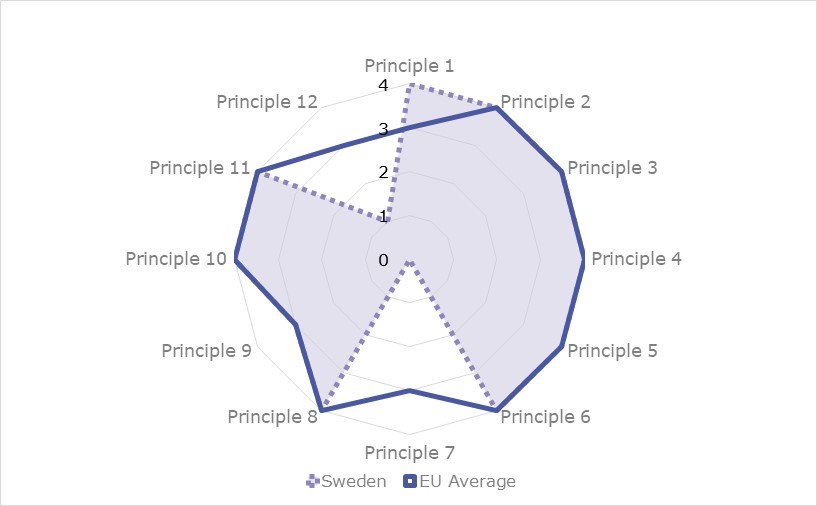 Principle 1
Principle 2
Principle 3
Principle 4
Principle 5
Principle 6
Principle 7
Principle 8
Principle 9
Principle 10
Principle 11
Principle 12
4
3
2
1
0
Sweden
EU Average